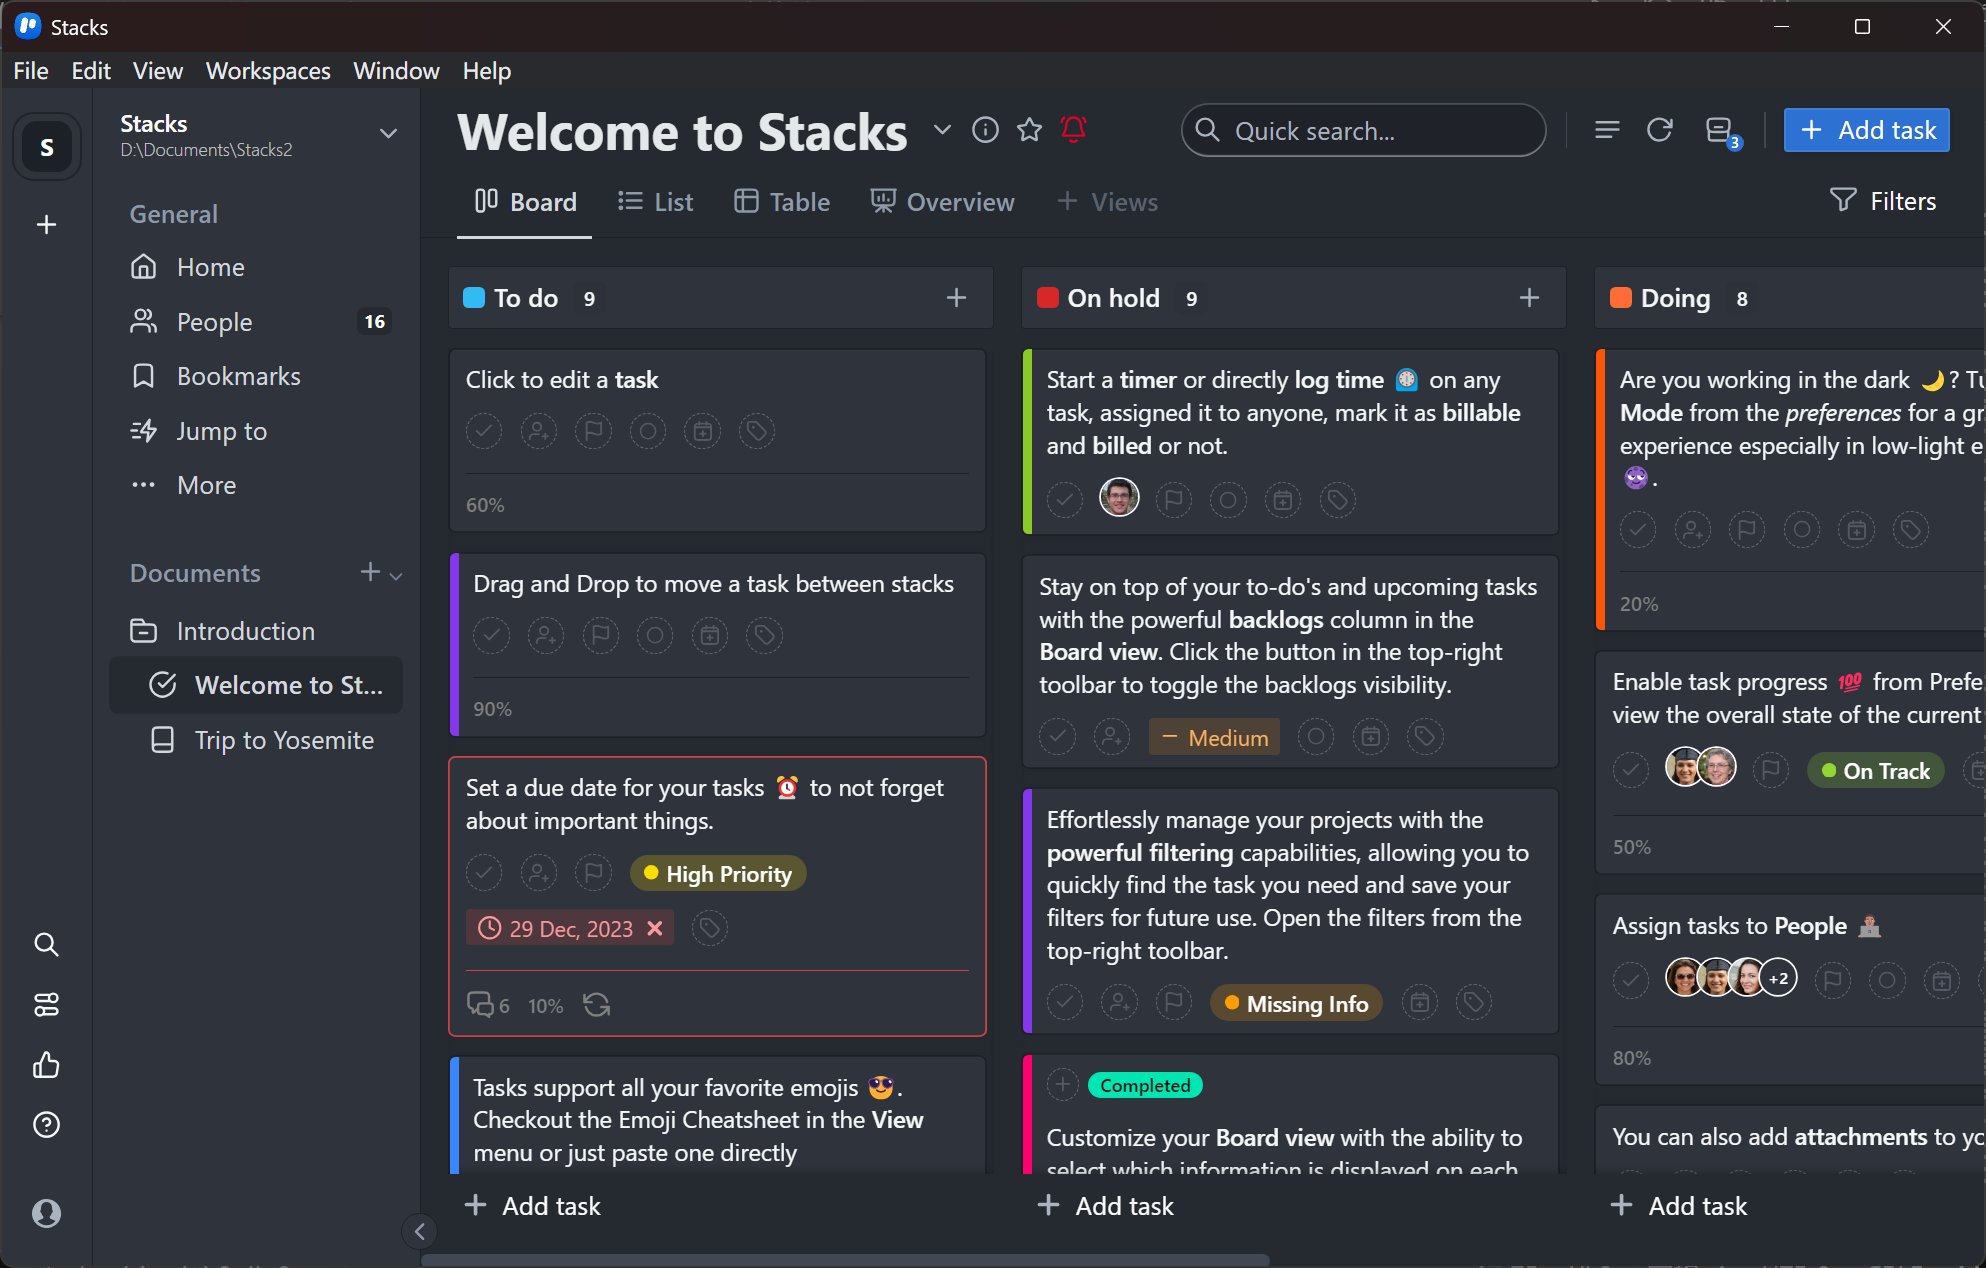 Stacks
File Edit View Workspaces Window Help
S
Stacks
D:\Documents\Stacks2
General
Home
People 16
Bookmarks
Jump to
More
Documents
Introduction
Welcome to St...
Trip to Yosemite
Welcome to Stacks
Quick search...
3
Add task
Board List Table Overview Views
Filters
To do 9
Click to edit a task
60%
Drag and Drop to move a task between stacks
90%
Set a due date for your tasks ⏰ to not forget
about important things.
High Priority
29 Dec, 2023
6 10%
Tasks support all your favorite emojis 😎.
Checkout the Emoji Cheatsheet in the View
menu or just paste one directly
Add task
On hold 9
Start a timer or directly log time ⏲ on any
task, assigned it to anyone, mark it as billable
and billed or not.
Stay on top of your to-do's and upcoming tasks
with the powerful backlogs column in the
Board view. Click the button in the top-right
toolbar to toggle the backlogs visibility.
Medium
Effortlessly manage your projects with the
powerful filtering capabilities, allowing you to
quickly find the task you need and save your
filters for future use. Open the filters from the
top-right toolbar.
Missing Info
Completed
Customize your Board view with the ability to
select which information is displayed on each
Add task
Doing 8
Are you working in the dark 🌙? Tu
Mode from the preferences for a gr
experience especially in low-light e
.
20%
Enable task progress 💯 from Prefe
view the overall state of the current
On Track
50%
Assign tasks to People
+2
80%
You can also add attachments to yo
Add task